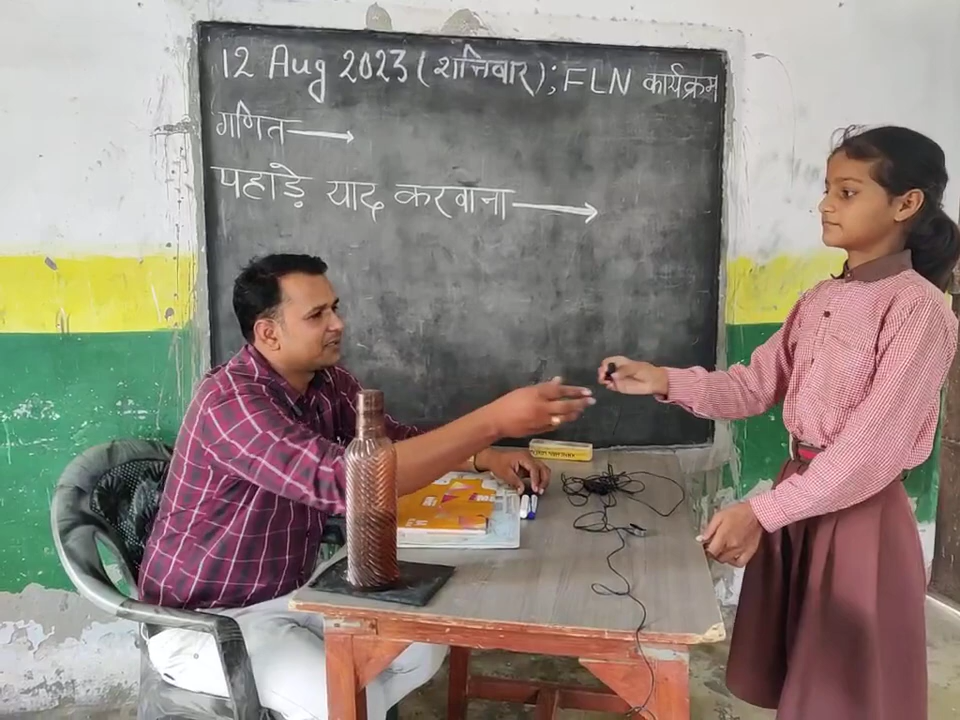 12 Aug 2023 (शनिवार); FLN कार्यक्रम
गणित →
पहाड़े याद करवाना →